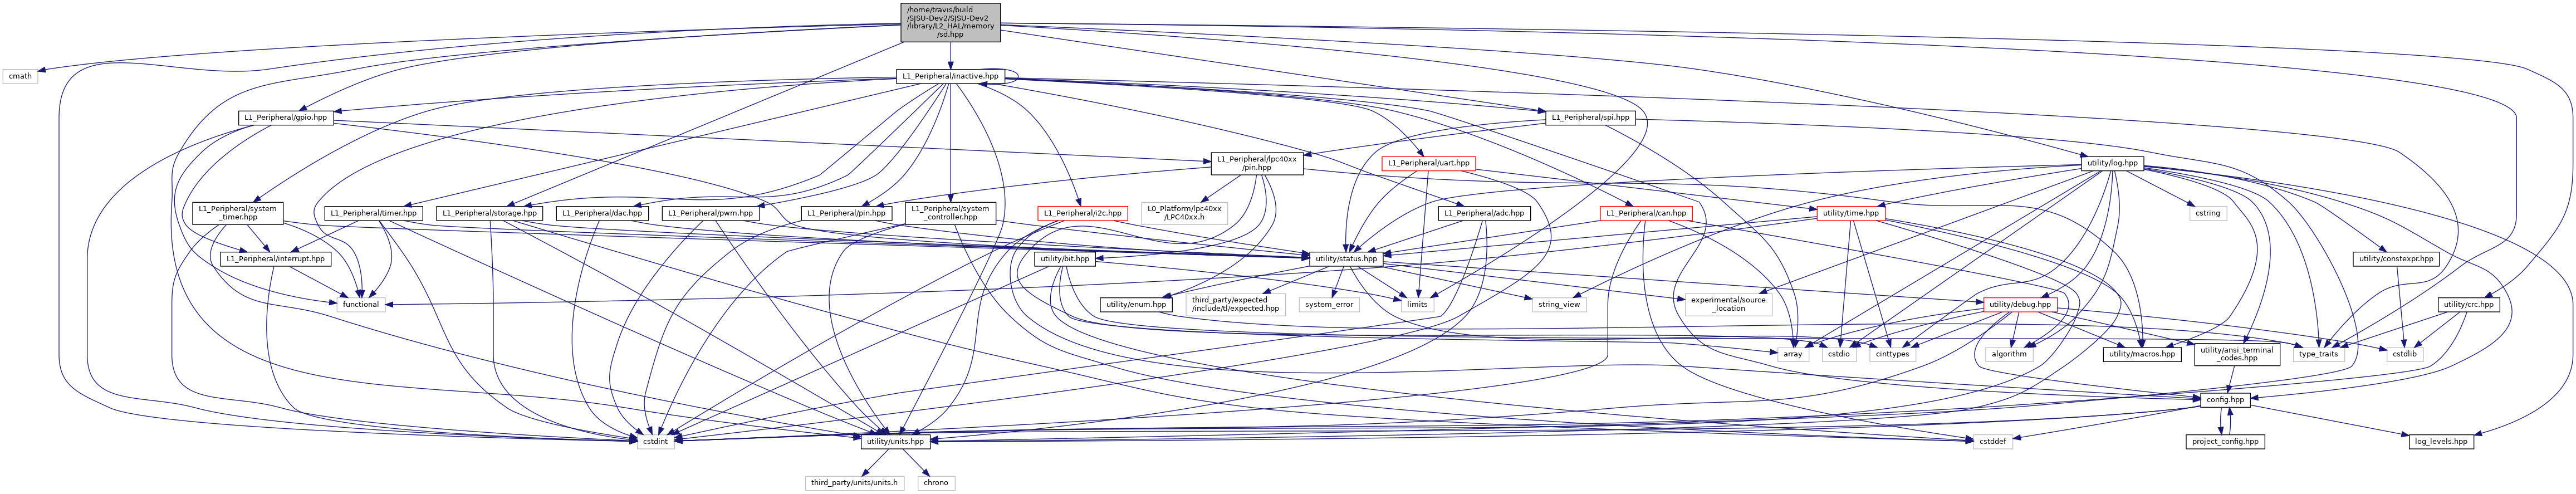 /home/travis/build
/SJSU-Dev2/SJSU-Dev2
/library/L2_HAL/memory
/sd.hpp
cmath
L1_Peripheral/inactive.hpp
L1_Peripheral/gpio.hpp
L1_Peripheral/spi.hpp
L1_Peripheral/lpc40xx
/pin.hpp
L1_Peripheral/uart.hpp
utility/log.hpp
L1_Peripheral/system
_timer.hpp
L1_Peripheral/timer.hpp
L1_Peripheral/storage.hpp
L1_Peripheral/dac.hpp
L1_Peripheral/pwm.hpp
L1_Peripheral/pin.hpp
L1_Peripheral/system
_controller.hpp
L1_Peripheral/i2c.hpp
L0_Platform/lpc40xx
/LPC40xx.h
L1_Peripheral/adc.hpp
L1_Peripheral/can.hpp
utility/time.hpp
cstring
L1_Peripheral/interrupt.hpp
utility/bit.hpp
utility/status.hpp
utility/constexpr.hpp
functional
utility/enum.hpp
third_party/expected
/include/tl/expected.hpp
system_error
limits
string_view
experimental/source
_location
utility/debug.hpp
utility/crc.hpp
array
cstdio
cinttypes
algorithm
utility/macros.hpp
utility/ansi_terminal
_codes.hpp
type_traits
cstdlib
config.hpp
cstdint
utility/units.hpp
cstddef
project_config.hpp
log_levels.hpp
third_party/units/units.h
chrono